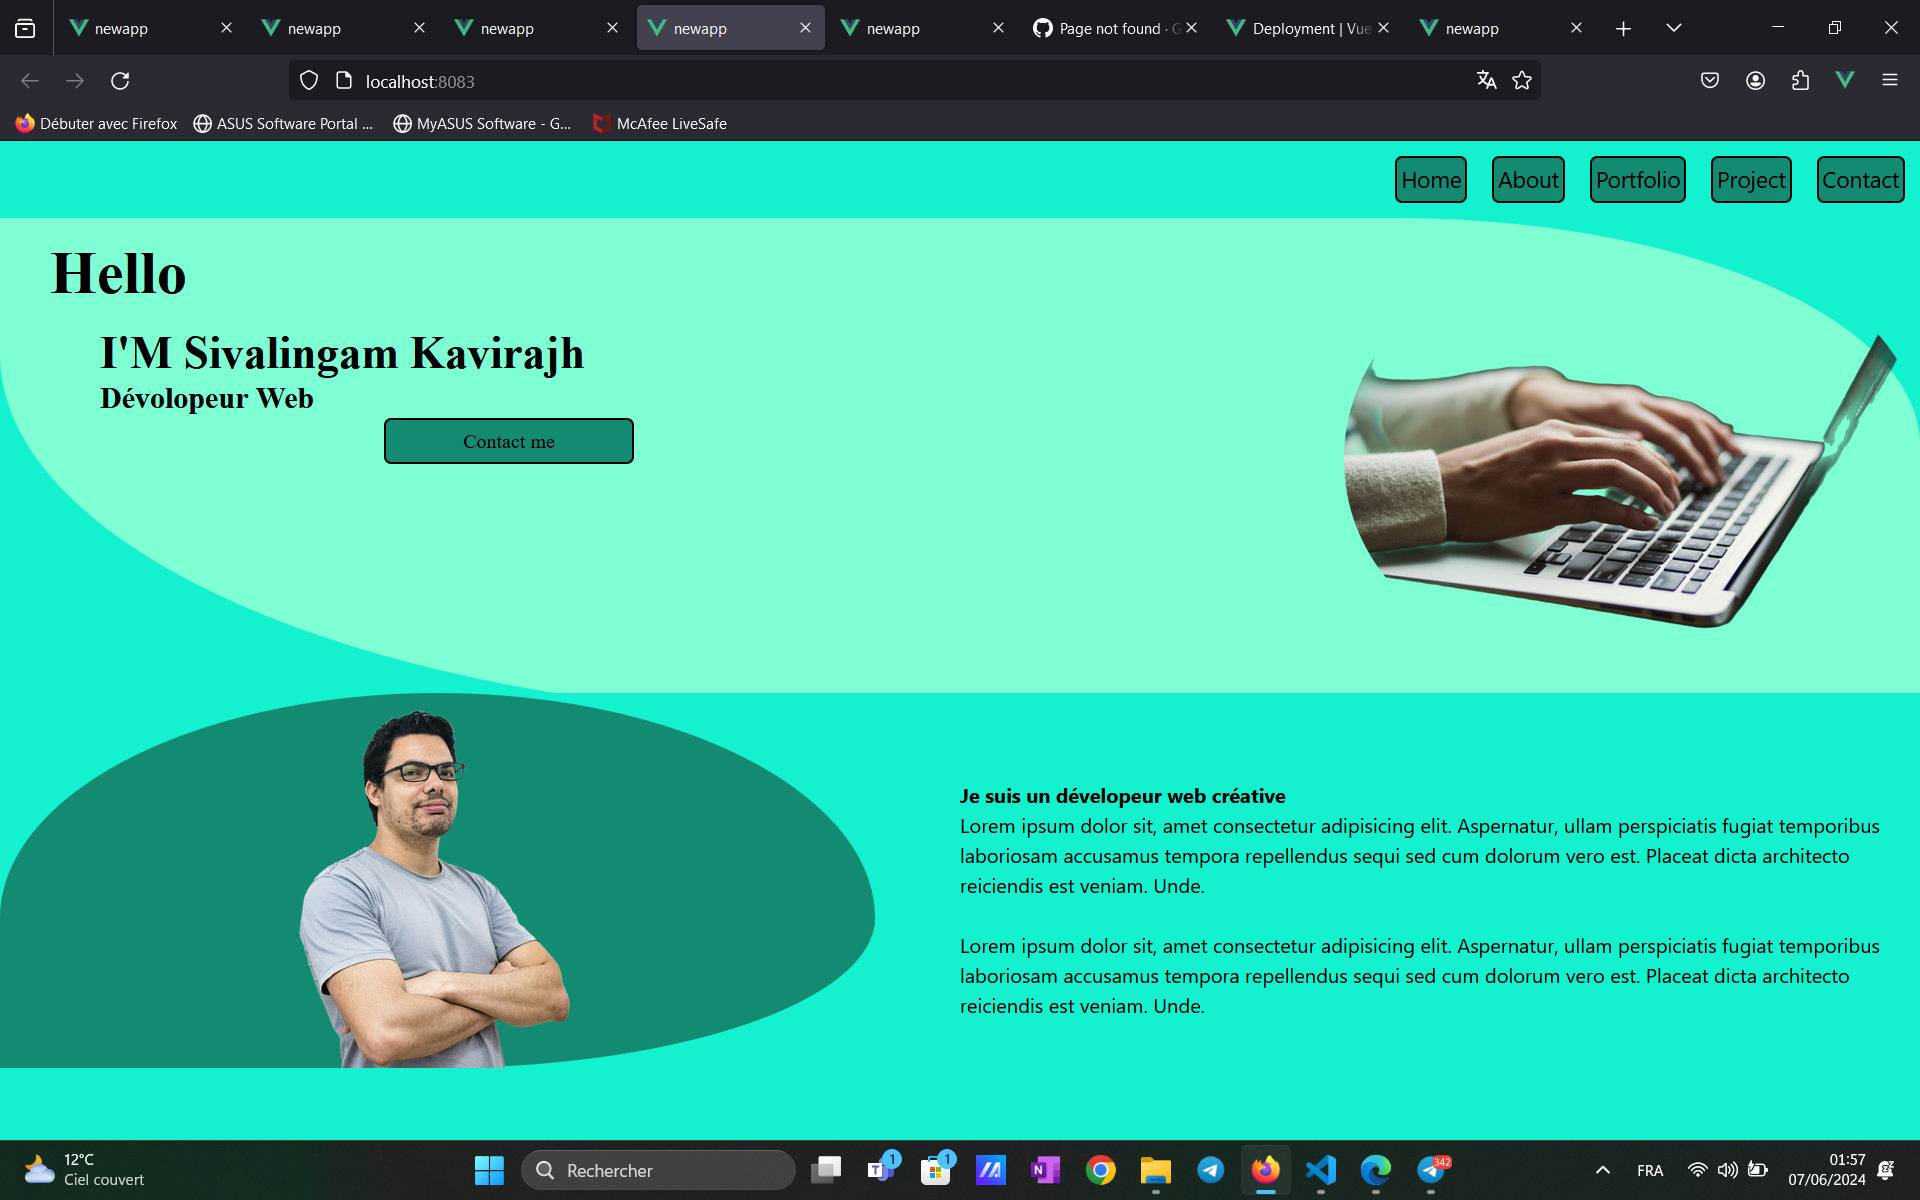 newapp
newapp
newapp
newapp
newapp
Page not found · G
Deployment | Vue
newapp
localhost:8083
Débuter avec Firefox
ASUS Software Portal ...
MyASUS Software - G...
McAfee LiveSafe
Home
About
Portfolio
Project
Contact
Hello
I'M Sivalingam Kavirajh
Dévolopeur Web
Contact me
Je suis un dévelopeur web créative
Lorem ipsum dolor sit, amet consectetur adipisicing elit. Aspernatur, ullam perspiciatis fugiat temporibus
laboriosam accusamus tempora repellendus sequi sed cum dolorum vero est. Placeat dicta architecto
reiciendis est veniam. Unde.
Lorem ipsum dolor sit, amet consectetur adipisicing elit. Aspernatur, ullam perspiciatis fugiat temporibus
laboriosam accusamus tempora repellendus sequi sed cum dolorum vero est. Placeat dicta architecto
reiciendis est veniam. Unde.
12°C
Ciel couvert
Rechercher
1
1
342
FRA
01:57
07/06/2024